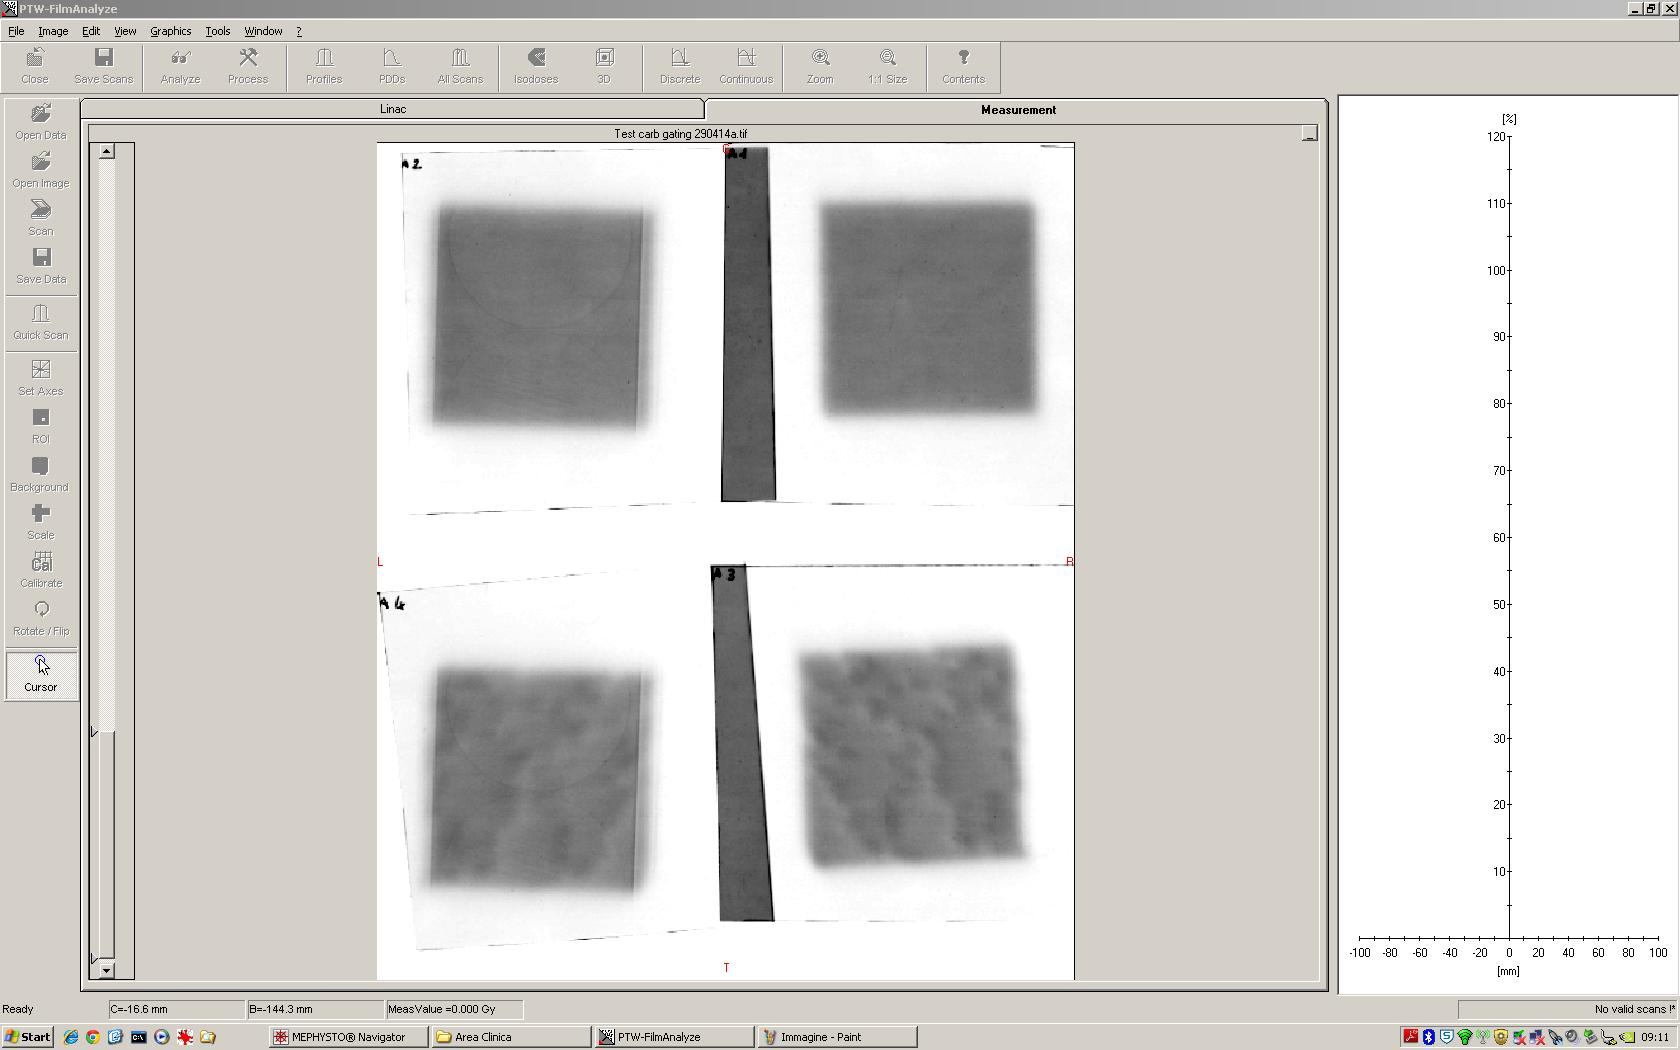 PTW-FilmAnalyze
File Image Edit View Graphics Tools Window ?
Close Save Scans Analyze Process Profiles PDDs All Scans Isodoses 3D Discrete Continuous Zoom 1:1 Size Contents
Open Data
Open Image
Scan
Save Data
Quick Scan
Set Axes
ROI
Background
Scale
Cal
Calibrate
Rotate / Flip
Cursor
Linac Measurement
Test carb gating 290414a.tif
A2
A1
L
R
A4
A3
T
[%]
120
110
100
90
80
70
60
50
40
30
20
10
-100 -80 -60 -40 -20 0 20 40 60 80 100
[mm]
Ready C=-16.6 mm B=-144.3 mm MeasValue =0.000 Gy No valid scans !*
Start MEPHYSTO® Navigator Area Clinica PTW-FilmAnalyze Immagine - Paint 09:11